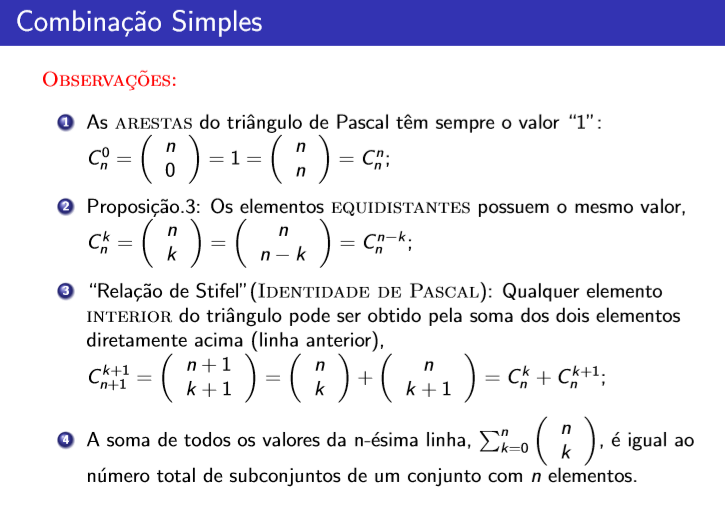 Combinação Simples
Observações:
1 As arestas do triângulo de Pascal têm sempre o valor “1”:
$C_n^0 = \binom{n}{0} = 1 = \binom{n}{n} = C_n^n$;
2 Proposição.3: Os elementos equidistantes possuem o mesmo valor,
$C_n^k = \binom{n}{k} = \binom{n}{n-k} = C_n^{n-k}$;
3 “Relação de Stifel”(Identidade de Pascal): Qualquer elemento
interior do triângulo pode ser obtido pela soma dos dois elementos
diretamente acima (linha anterior),
$C_{n+1}^{k+1} = \binom{n+1}{k+1} = \binom{n}{k} + \binom{n}{k+1} = C_n^k + C_n^{k+1}$;
4 A soma de todos os valores da n-ésima linha, $\sum_{k=0}^{n} \binom{n}{k}$, é igual ao
número total de subconjuntos de um conjunto com n elementos.